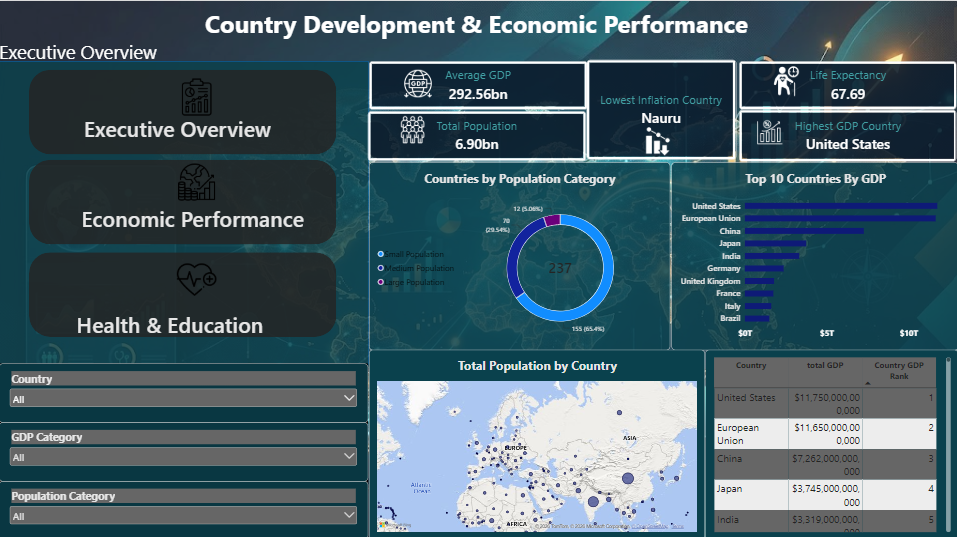 Country Development & Economic Performance
Executive Overview
Executive Overview
Economic Performance
Health & Education
Average GDP
292.56bn
Total Population
6.90bn
Lowest Inflation Country
Nauru
Life Expectancy
67.69
Highest GDP Country
United States
GDP
Countries by Population Category
12 (5.06%)
70
(29.54%)
Small Population
Medium Population
Large Population
237
155 (65.4%)
Top 10 Countries By GDP
United States
European Union
China
Japan
India
Germany
United Kingdom
France
Italy
Brazil
$0T $5T $10T
Country
All
GDP Category
All
Population Category
All
Total Population by Country
EUROPE
ASIA
Atlantic
Ocean
AFRICA
Country total GDP Country GDP
Rank
United States $11,750,000,00 1
0,000
European $11,650,000,00 2
Union 0,000
China $7,262,000,000, 3
000
Japan $3,745,000,000, 4
000
India $3,319,000,000, 5
000